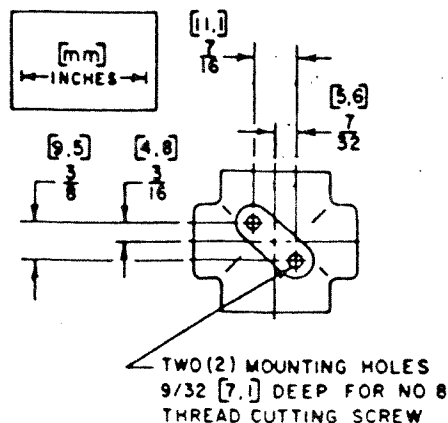 [mm]
INCHES
[11,1]
7
16
[5,6]
7
32
[9,5]
3
8
[4,8]
3
16
TWO(2) MOUNTING HOLES
9/32 [7,1] DEEP FOR NO 8
THREAD CUTTING SCREW